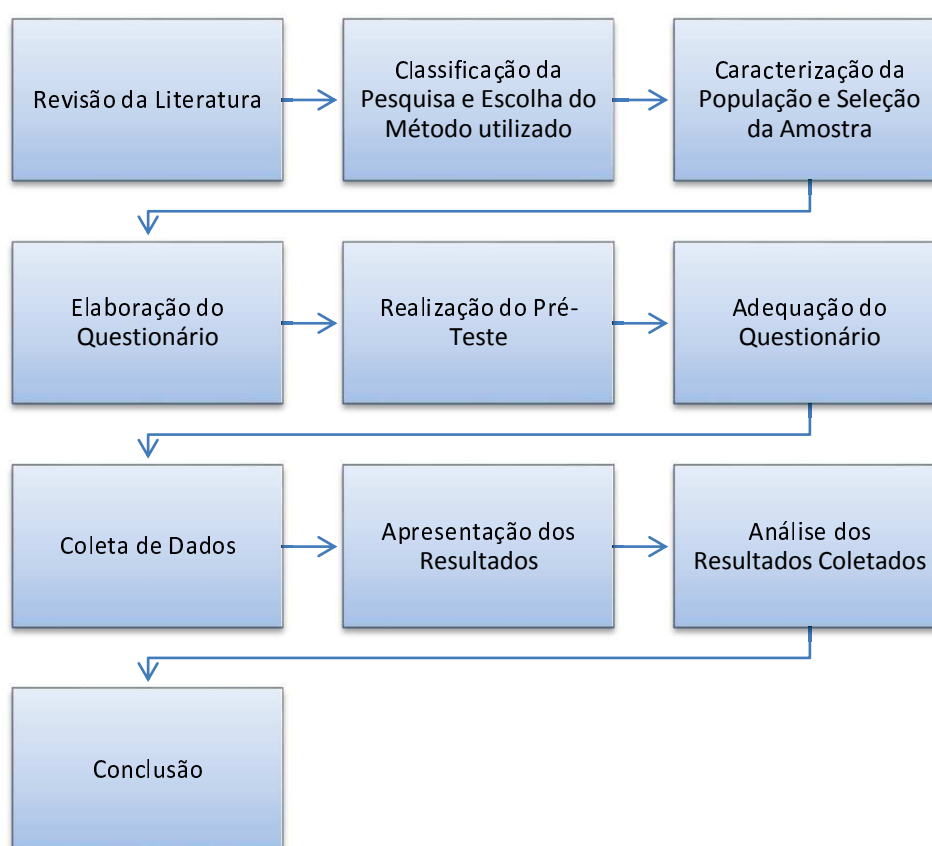 Revisão da Literatura
Classificação da
Pesquisa e Escolha do
Método utilizado
Caracterização da
População e Seleção
da Amostra
Elaboração do
Questionário
Realização do Pré-
Teste
Adequação do
Questionário
Coleta de Dados
Apresentação dos
Resultados
Análise dos
Resultados Coletados
Conclusão